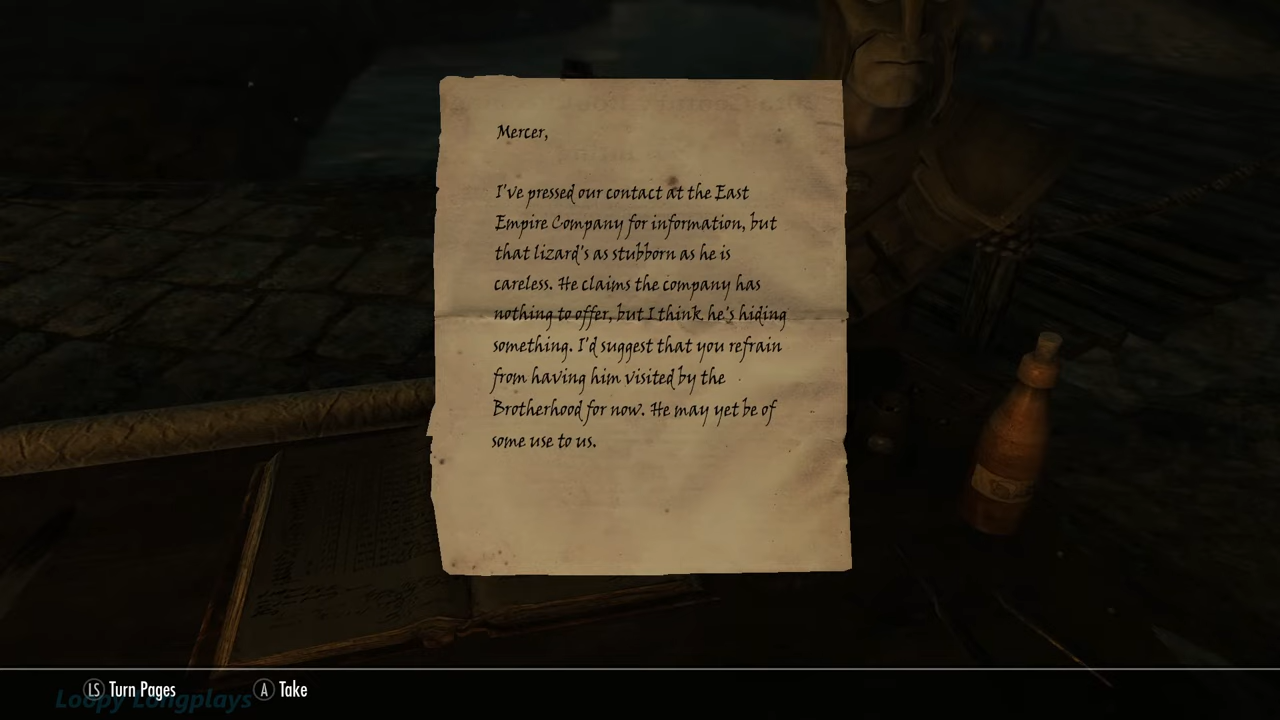 Mercer,
I've pressed our contact at the East
Empire Company for information, but
that lizard's as stubborn as he is
careless. He claims the company has
nothing to offer, but I think he's hiding
something. I'd suggest that you refrain
from having him visited by the
Brotherhood for now. He may yet be of
some use to us.
LS Turn Pages A Take
Loopy Longplays